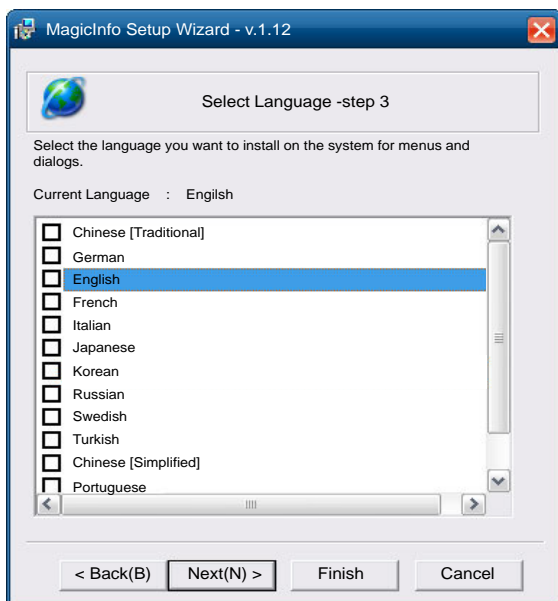 MagicInfo Setup Wizard - v.1.12
Select Language -step 3
Select the language you want to install on the system for menus and
dialogs.
Current Language : Engilsh
Chinese [Traditional]
German
English
French
Italian
Japanese
Korean
Russian
Swedish
Turkish
Chinese [Simplified]
Portuguese
< Back(B) Next(N) > Finish Cancel